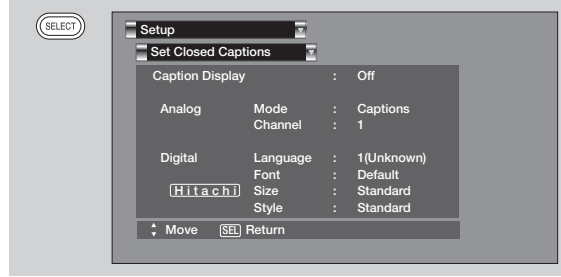 SELECT
Setup
Set Closed Captions
Caption Display : Off
Analog Mode : Captions
Channel : 1
Digital Language : 1(Unknown)
Font : Default
Hitachi Size : Standard
Style : Standard
Move SEL Return